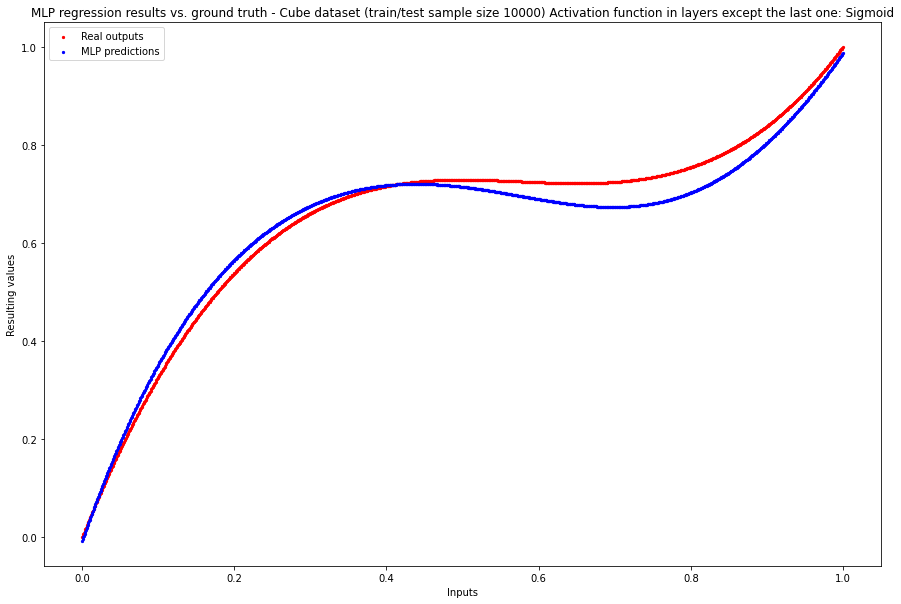 MLP regression results vs. ground truth - Cube dataset (train/test sample size 10000) Activation function in layers except the last one: Sigmoid
Real outputs
MLP predictions
1.0
0.8
0.6
0.4
0.2
0.0
Resulting values
0.0 0.2 0.4 0.6 0.8 1.0
Inputs